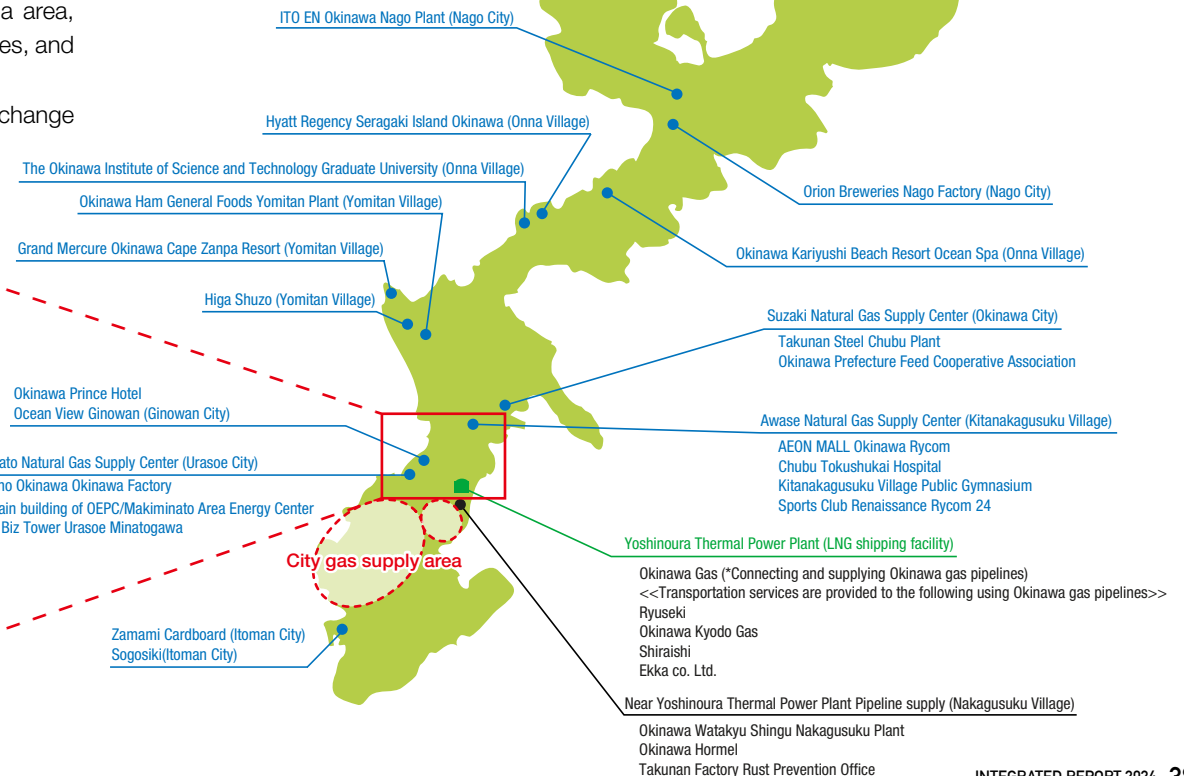 a area,
es, and
change
ITO EN Okinawa Nago Plant (Nago City)
Hyatt Regency Seragaki Island Okinawa (Onna Village)
The Okinawa Institute of Science and Technology Graduate University (Onna Village)
Okinawa Ham General Foods Yomitan Plant (Yomitan Village)
Grand Mercure Okinawa Cape Zanpa Resort (Yomitan Village)
Higa Shuzo (Yomitan Village)
Orion Breweries Nago Factory (Nago City)
Okinawa Kariyushi Beach Resort Ocean Spa (Onna Village)
Suzaki Natural Gas Supply Center (Okinawa City)
Takunan Steel Chubu Plant
Okinawa Prefecture Feed Cooperative Association
Okinawa Prince Hotel
Ocean View Ginowan (Ginowan City)
Awase Natural Gas Supply Center (Kitanakagusuku Village)
AEON MALL Okinawa Rycom
Chubu Tokushukai Hospital
Kitanakagusuku Village Public Gymnasium
Sports Club Renaissance Rycom 24
ato Natural Gas Supply Center (Urasoe City)
no Okinawa Okinawa Factory
ain building of OEPC/Makiminato Area Energy Center
Biz Tower Urasoe Minatogawa
City gas supply area
Yoshinoura Thermal Power Plant (LNG shipping facility)
Okinawa Gas (*Connecting and supplying Okinawa gas pipelines)
<<Transportation services are provided to the following using Okinawa gas pipelines>>
Ryuseki
Okinawa Kyodo Gas
Shiraishi
Ekka co. Ltd.
Zamami Cardboard (Itoman City)
Sogosiki(Itoman City)
Near Yoshinoura Thermal Power Plant Pipeline supply (Nakagusuku Village)
Okinawa Watakyu Shingu Nakagusuku Plant
Okinawa Hormel
Takunan Factory Rust Prevention Office
INTEGRATED REPORT 2024